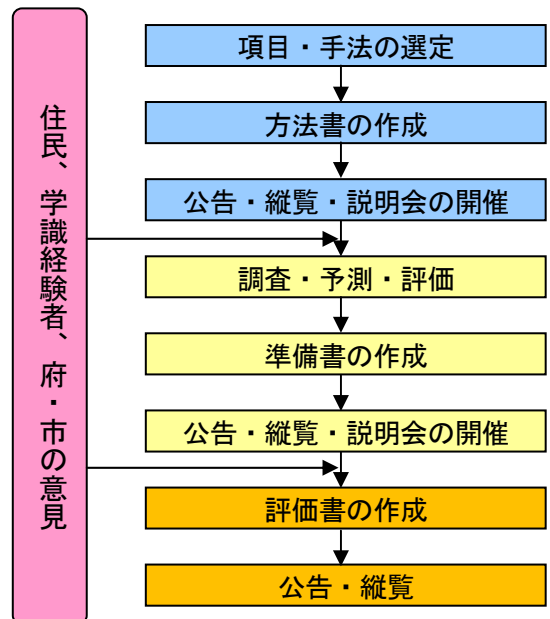 住民、学識経験者、府・市の意見
項目・手法の選定
方法書の作成
公告・縦覧・説明会の開催
調査・予測・評価
準備書の作成
公告・縦覧・説明会の開催
評価書の作成
公告・縦覧